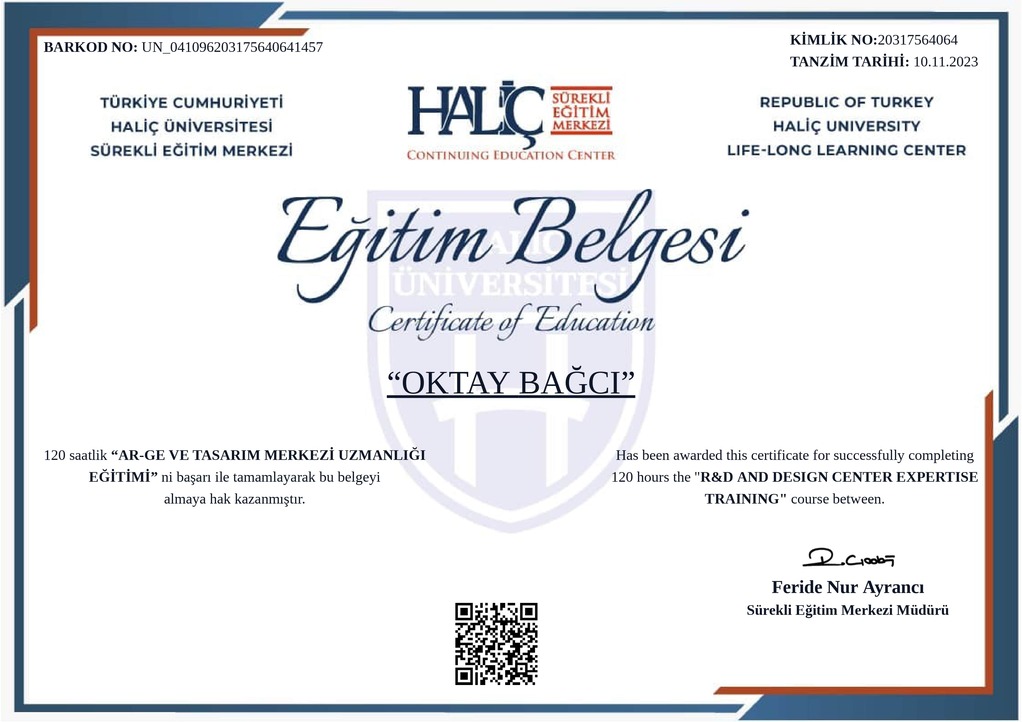 BARKOD NO: UN_041096203175640641457
KİMLİK NO:20317564064
TANZİM TARİHİ: 10.11.2023
TÜRKİYE CUMHURİYETİ
HALİÇ ÜNİVERSİTESİ
SÜREKLİ EĞİTİM MERKEZİ
HALİÇ
SÜREKLİ
EĞİTİM
MERKEZİ
CONTINUING EDUCATION CENTER
REPUBLIC OF TURKEY
HALİÇ UNIVERSITY
LIFE-LONG LEARNING CENTER
Eğitim Belgesi
HALİÇ
ÜNİVERSİTESİ
Certificate of Education
“OKTAY BAĞCI”
120 saatlik “AR-GE VE TASARIM MERKEZİ UZMANLIĞI
EĞİTİMİ” ni başarı ile tamamlayarak bu belgeyi
almaya hak kazanmıştır.
Has been awarded this certificate for successfully completing
120 hours the "R&D AND DESIGN CENTER EXPERTISE
TRAINING" course between.
Feride Nur Ayrancı
Sürekli Eğitim Merkezi Müdürü